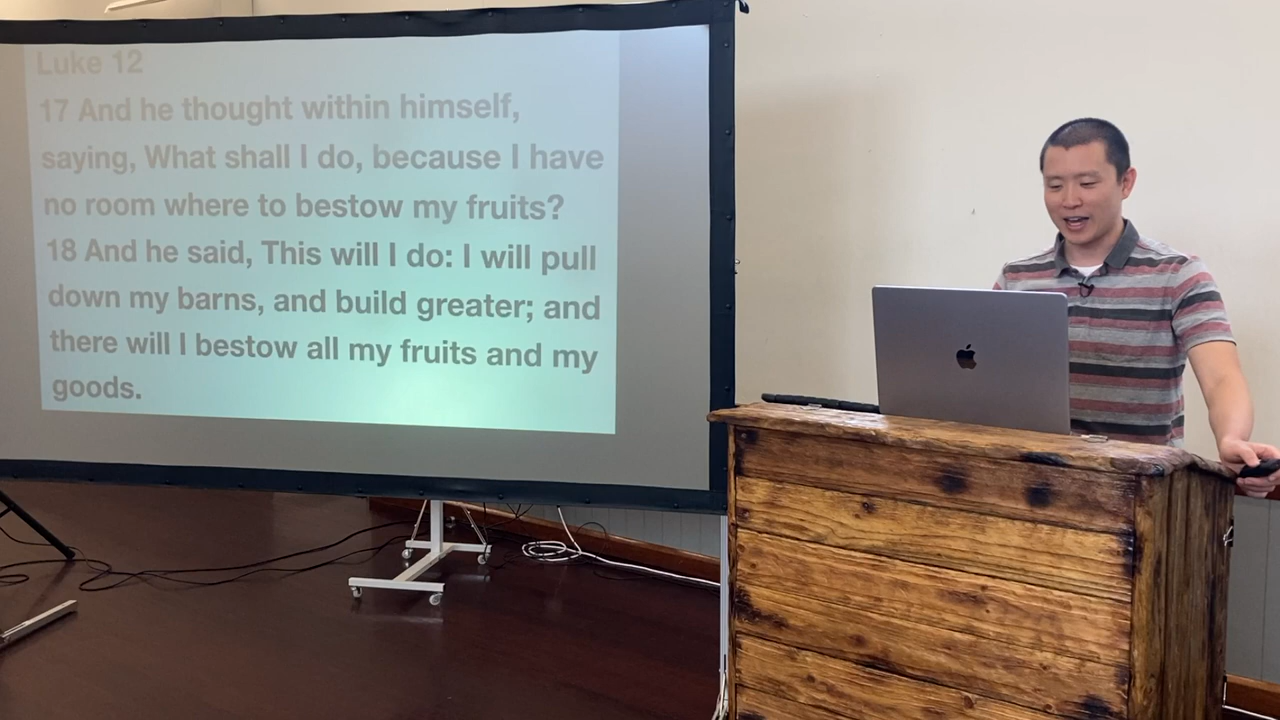 Luke 12
17 And he thought within himself,
saying, What shall I do, because I have
no room where to bestow my fruits?
18 And he said, This will I do: I will pull
down my barns, and build greater; and
there will I bestow all my fruits and my
goods.